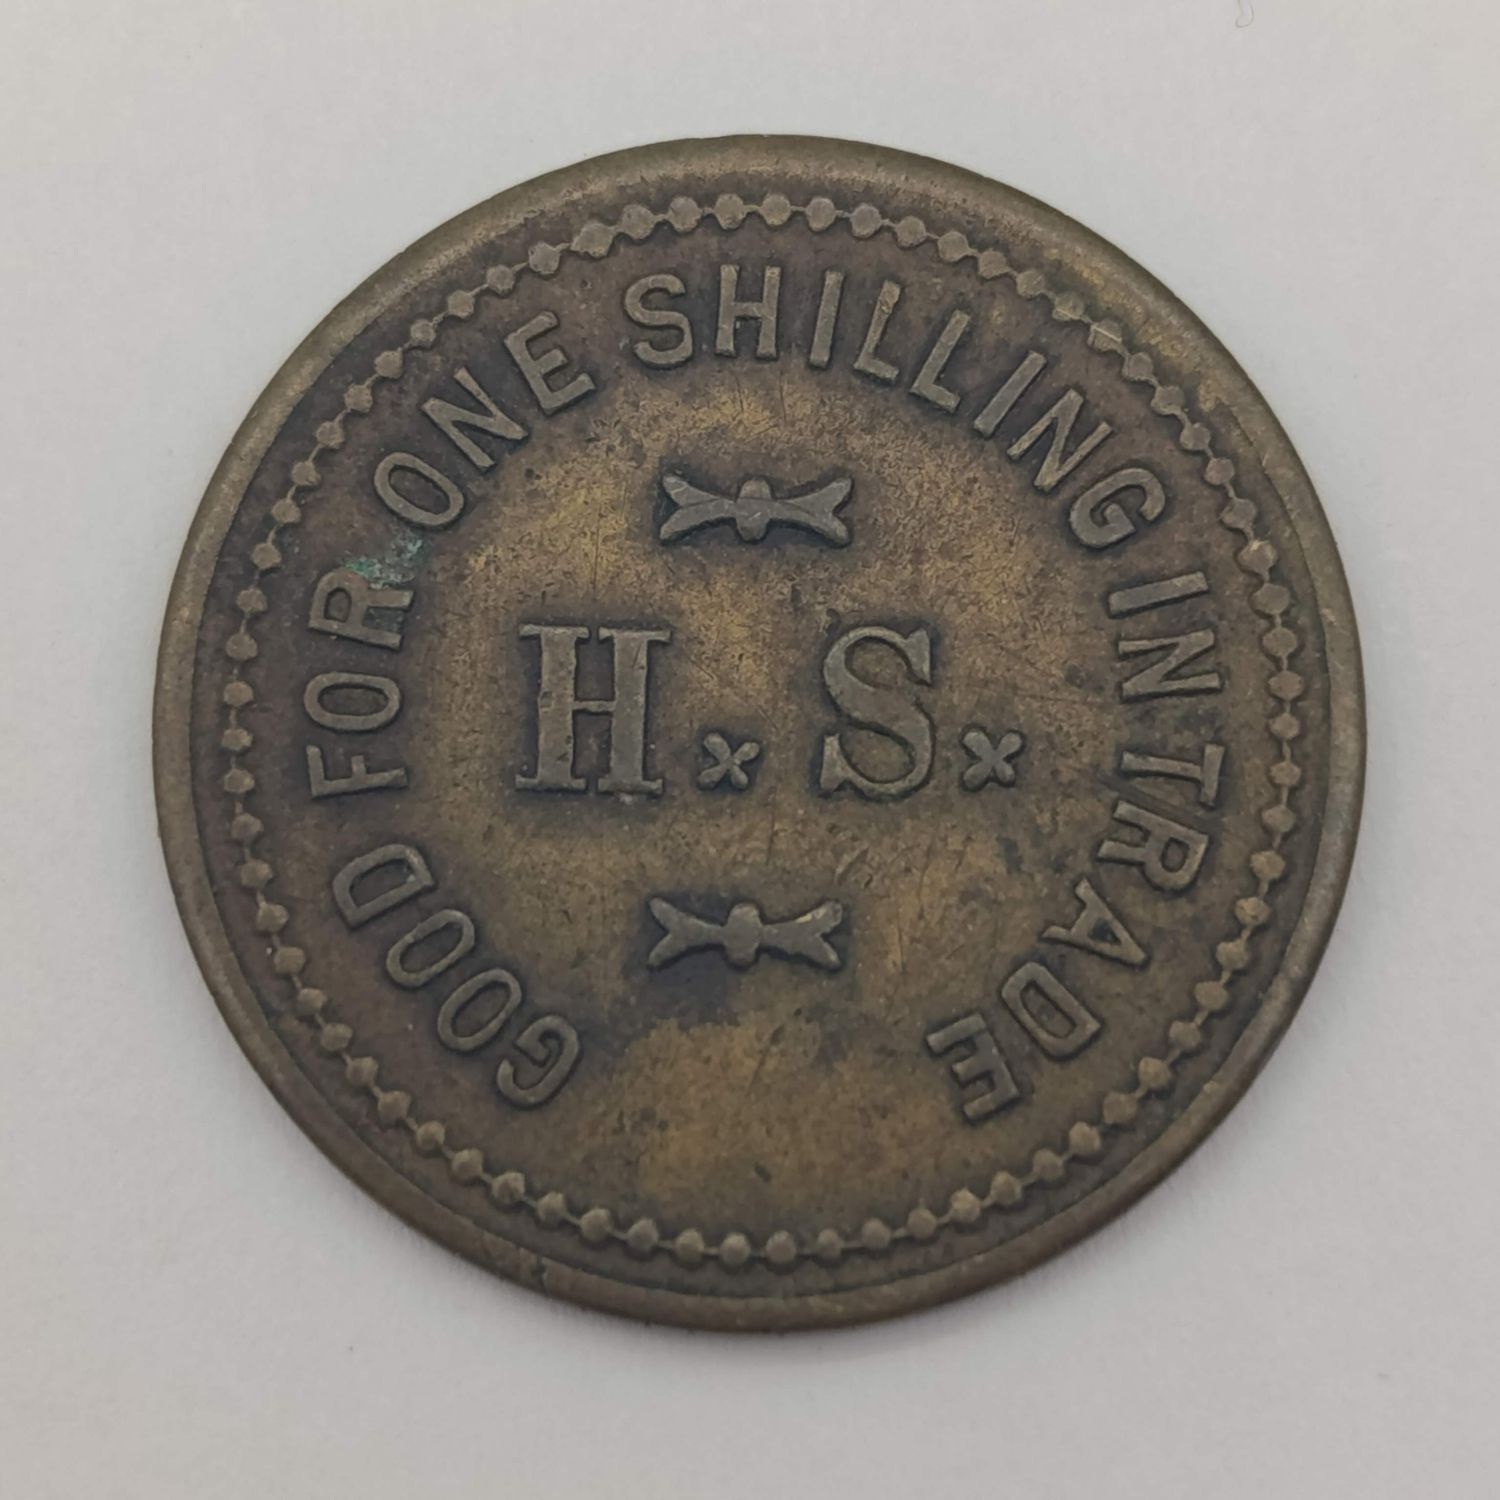 GOOD FOR ONE SHILLING IN TRADE
H. S.